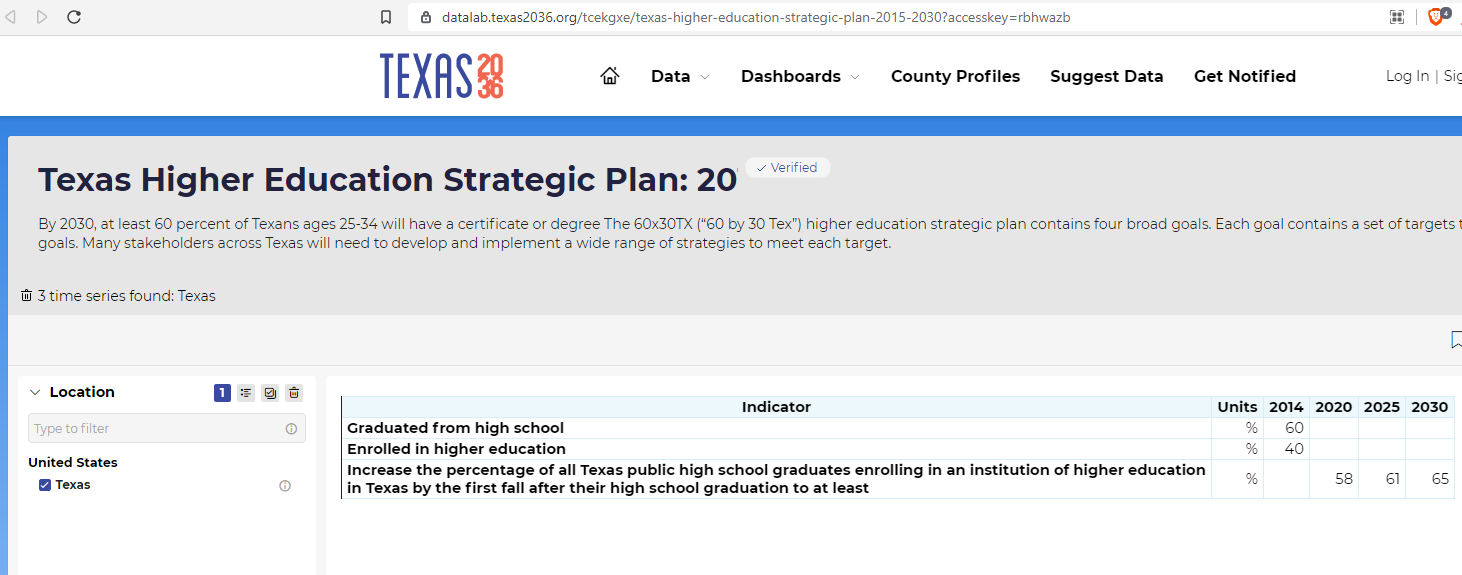 datalab.texas2036.org/tcekgxe/texas-higher-education-strategic-plan-2015-2030?accesskey=rbhwazb
4
TEXAS 2036
Data
Dashboards
County Profiles
Suggest Data
Get Notified
Log In | Sig
Texas Higher Education Strategic Plan: 20
Verified
By 2030, at least 60 percent of Texans ages 25-34 will have a certificate or degree The 60x30TX (“60 by 30 Tex”) higher education strategic plan contains four broad goals. Each goal contains a set of targets t
goals. Many stakeholders across Texas will need to develop and implement a wide range of strategies to meet each target.
3 time series found: Texas
Location
1
Type to filter
United States
Texas
Indicator Units 2014 2020 2025 2030
Graduated from high school % 60
Enrolled in higher education % 40
Increase the percentage of all Texas public high school graduates enrolling in an institution of higher education
in Texas by the first fall after their high school graduation to at least % 58 61 65